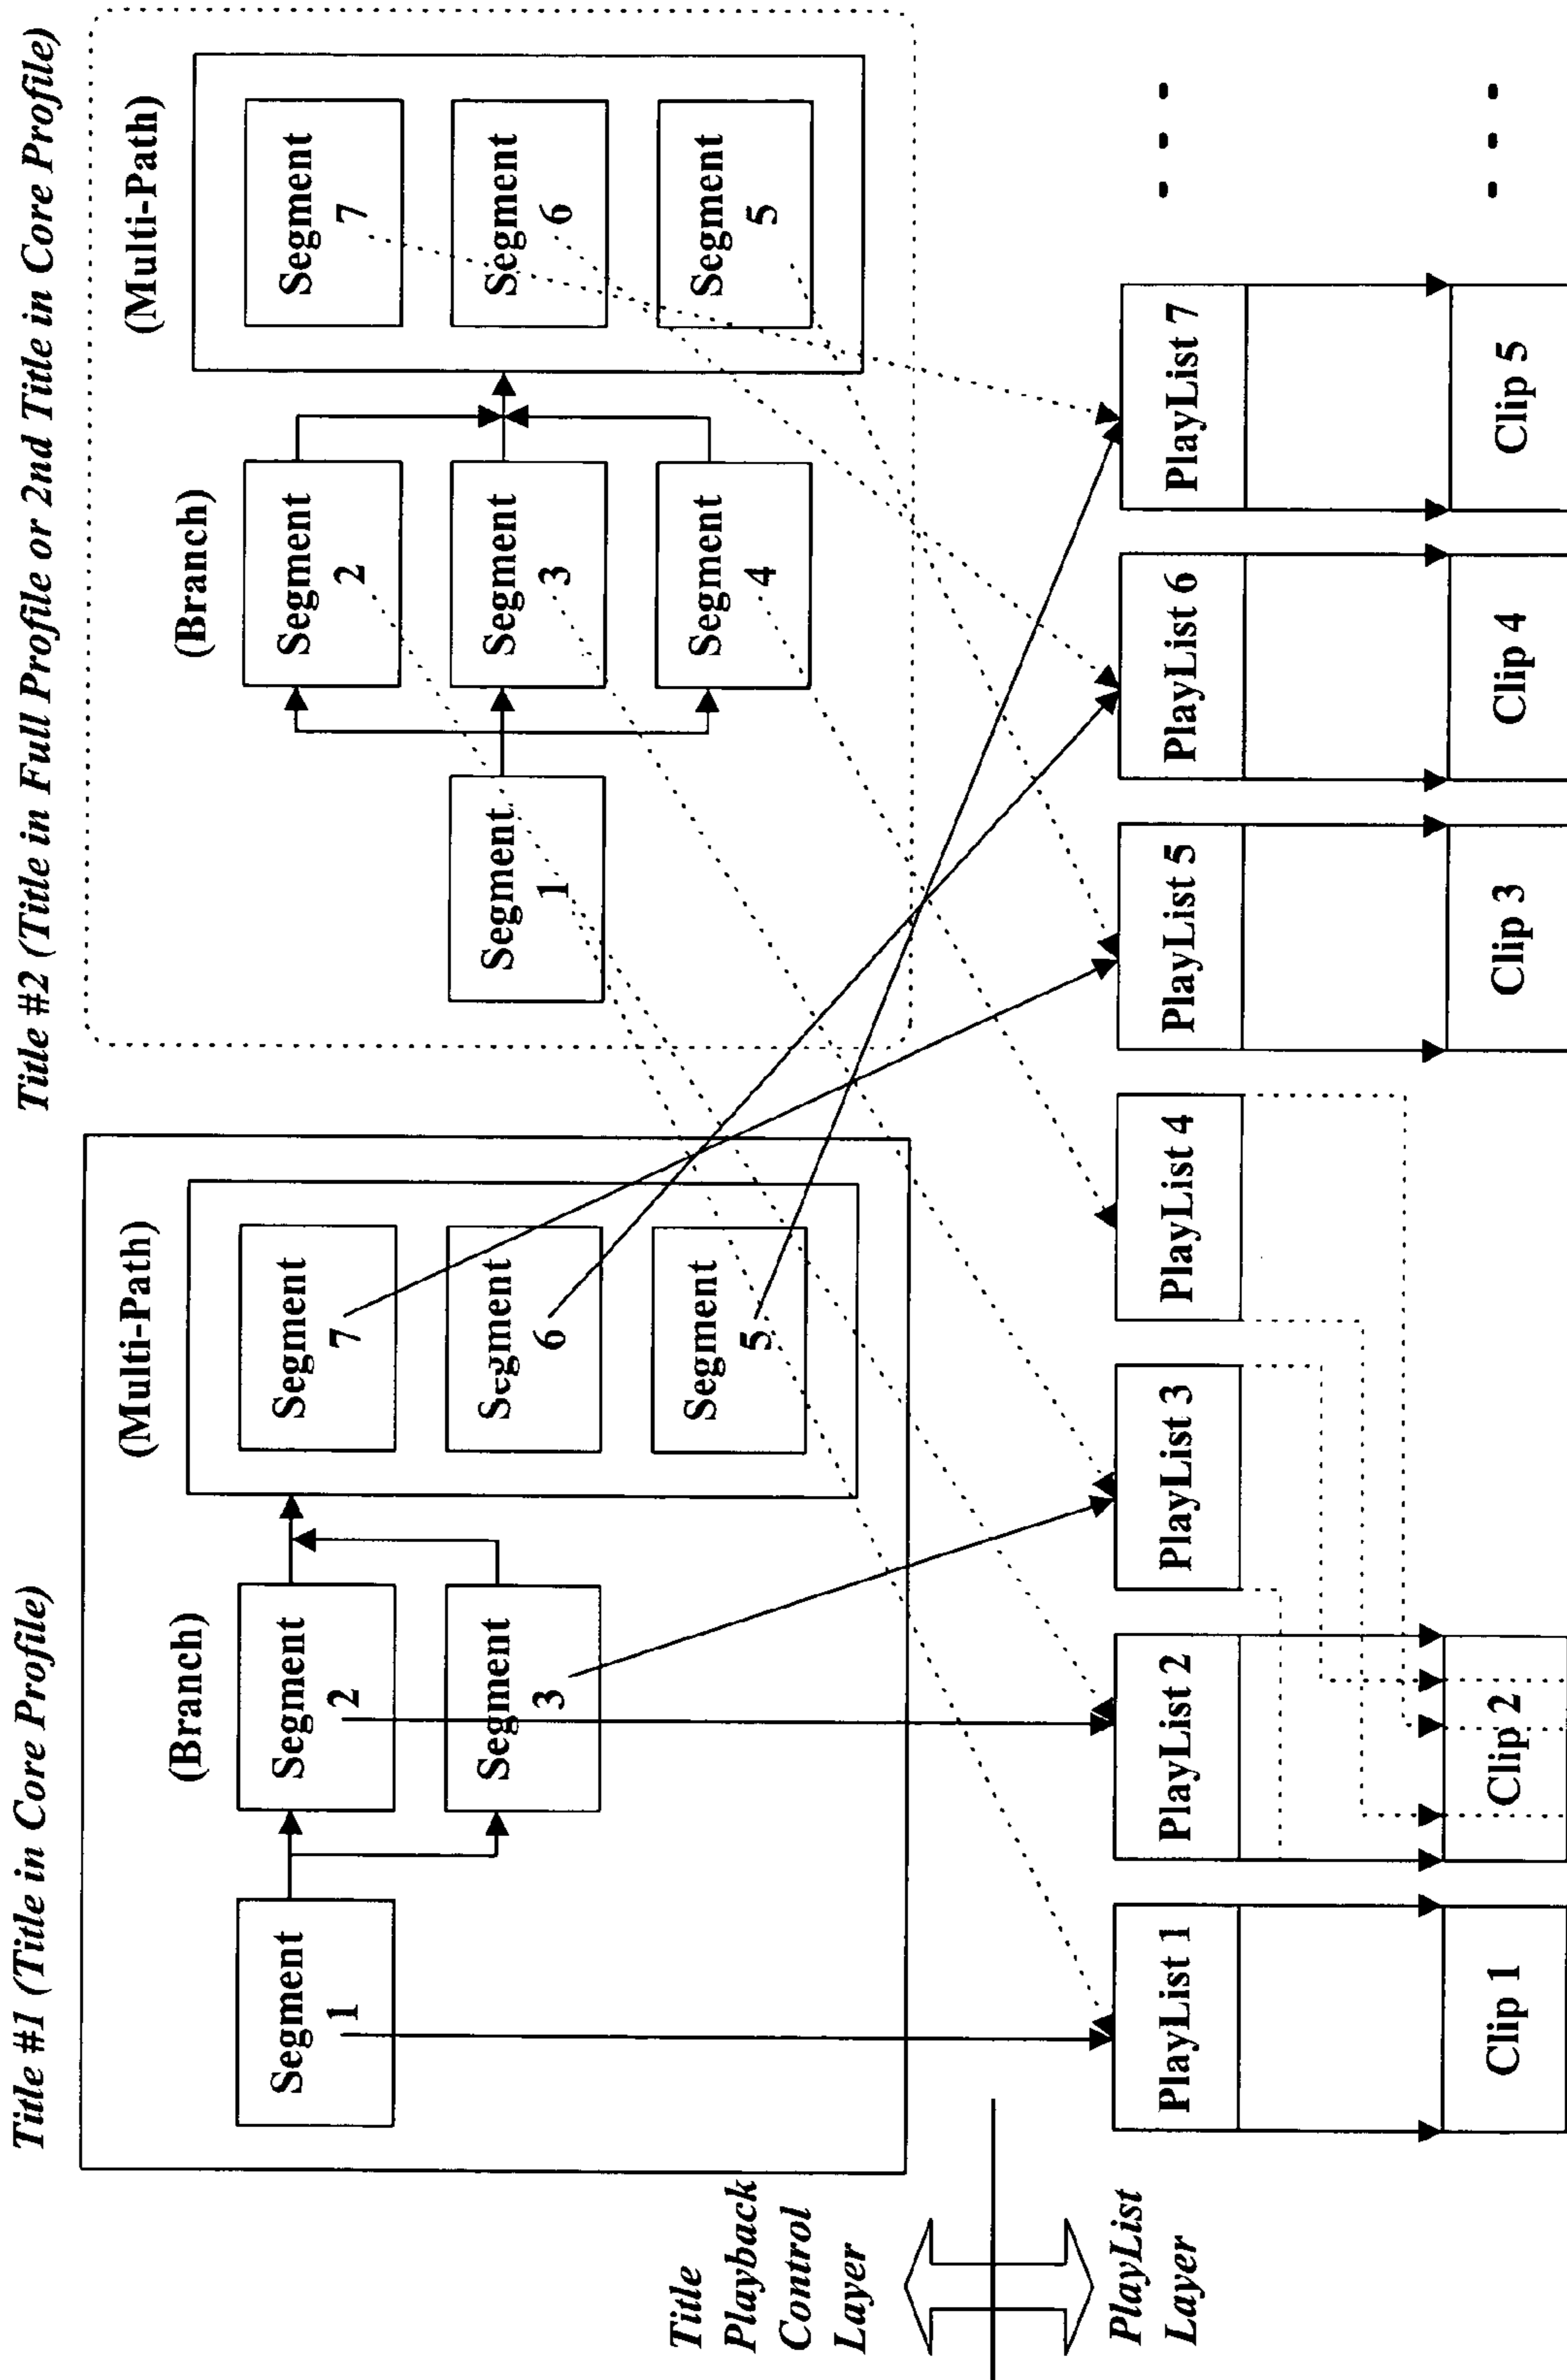 Title #1 (Title in Core Profile)
Title #2 (Title in Full Profile or 2nd Title in Core Profile)
(Branch)
(Multi-Path)
Segment
1
Segment
2
Segment
3
Segment
7
Segment
6
Segment
5
(Branch)
(Multi-Path)
Segment
1
Segment
2
Segment
3
Segment
4
Segment
7
Segment
6
Segment
5
Title
Playback
Control
Layer
PlayList
Layer
PlayList 1
PlayList 2
PlayList 3
PlayList 4
PlayList 5
PlayList 6
PlayList 7
Clip 1
Clip 2
Clip 3
Clip 4
Clip 5